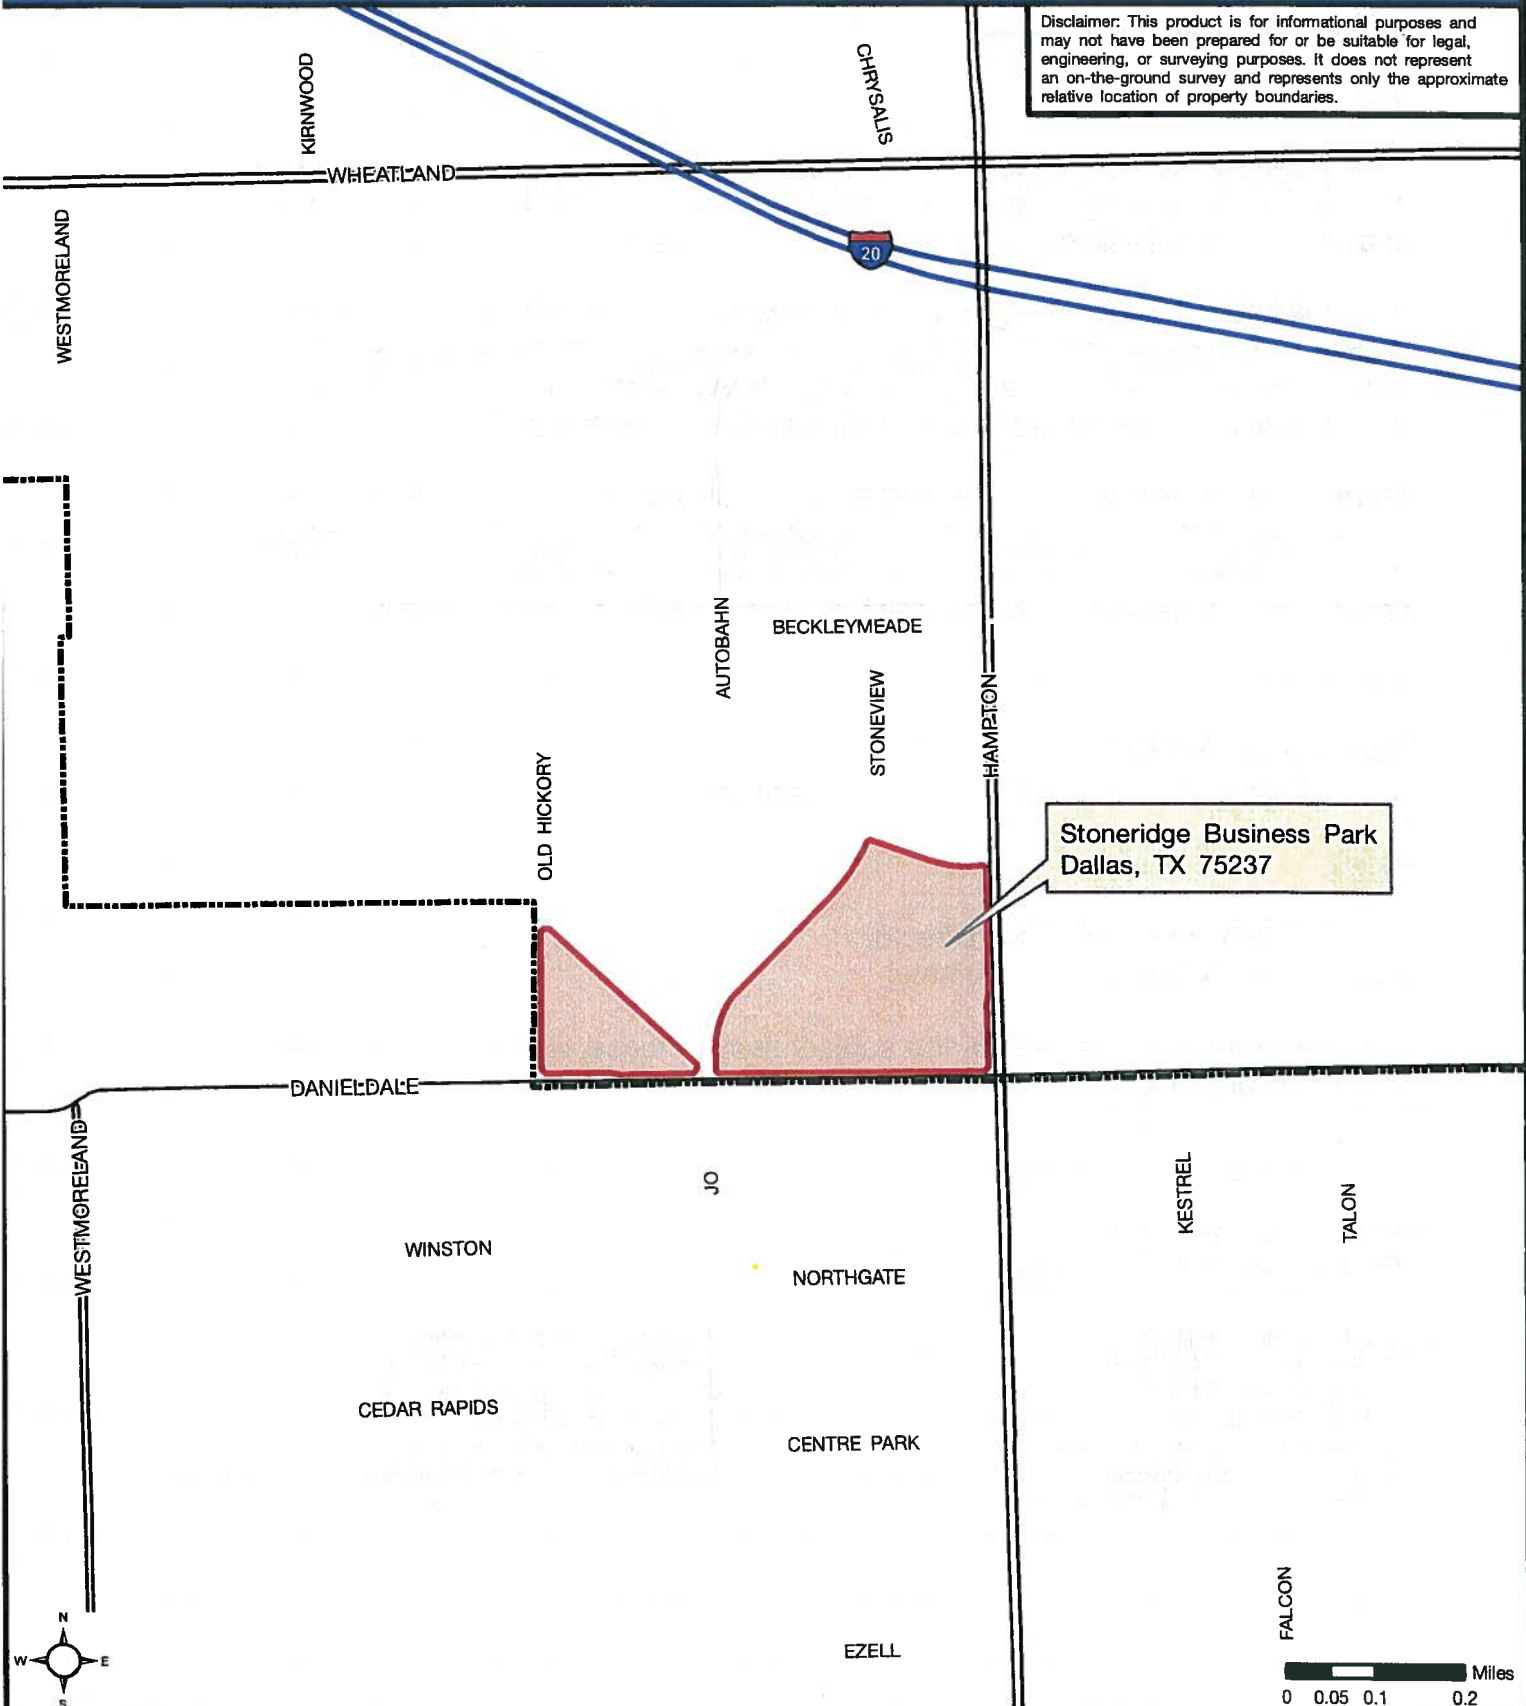 Disclaimer: This product is for informational purposes and
may not have been prepared for or be suitable for legal,
engineering, or surveying purposes. It does not represent
an on-the-ground survey and represents only the approximate
relative location of property boundaries.
KIRNWOOD
CHRYSALIS
WHEATLAND
WESTMORELAND
20
AUTOBAHN
BECKLEYMEADE
STONEVIEW
HAMPTON
OLD HICKORY
Stoneridge Business Park
Dallas, TX 75237
DANIELDALE
WESTMORELAND
JO
KESTREL
TALON
WINSTON
NORTHGATE
CEDAR RAPIDS
CENTRE PARK
FALCON
EZELL
N
W E
S
Miles
0 0.05 0.1 0.2